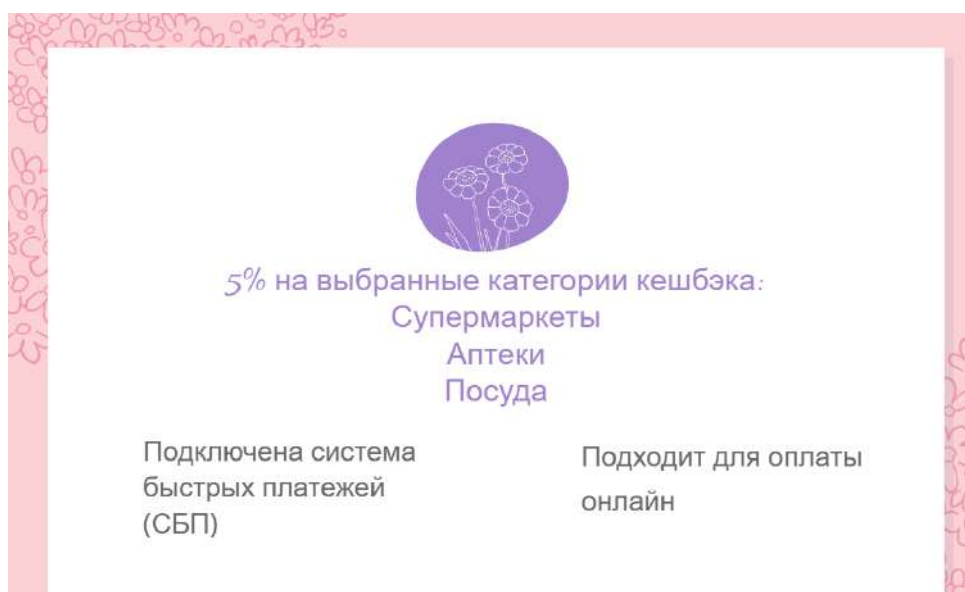 5% на выбранные категории кешбэка:
Супермаркеты
Аптеки
Посуда
Подключена система
быстрых платежей
(СБП)
Подходит для оплаты
онлайн